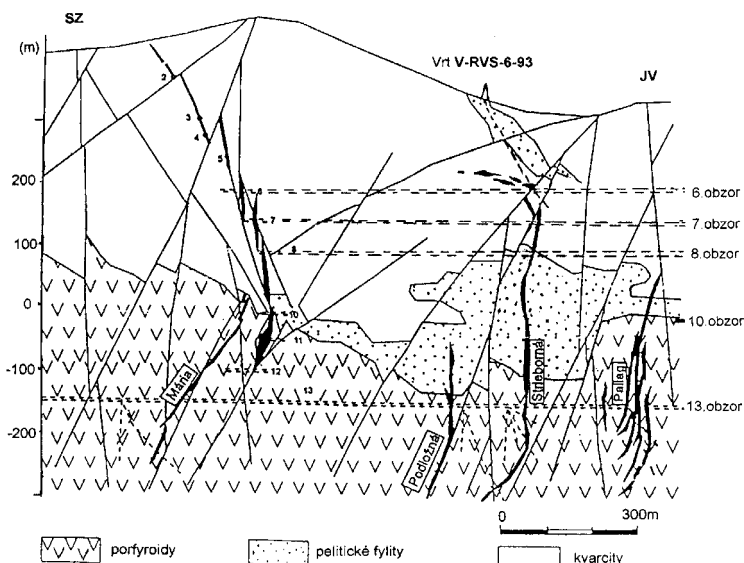 SZ
(m)
Vrt V-RVS-6-93
JV
2
3
4
5
200
6
6.obzor
7
7.obzor
100
8
8.obzor
0
10
10.obzor
11
-100
12
13
13.obzor
-200
Mária
Podložná
Strieborná
Pallag
0
300m
porfyroidy
pelitické fylity
kvarcity